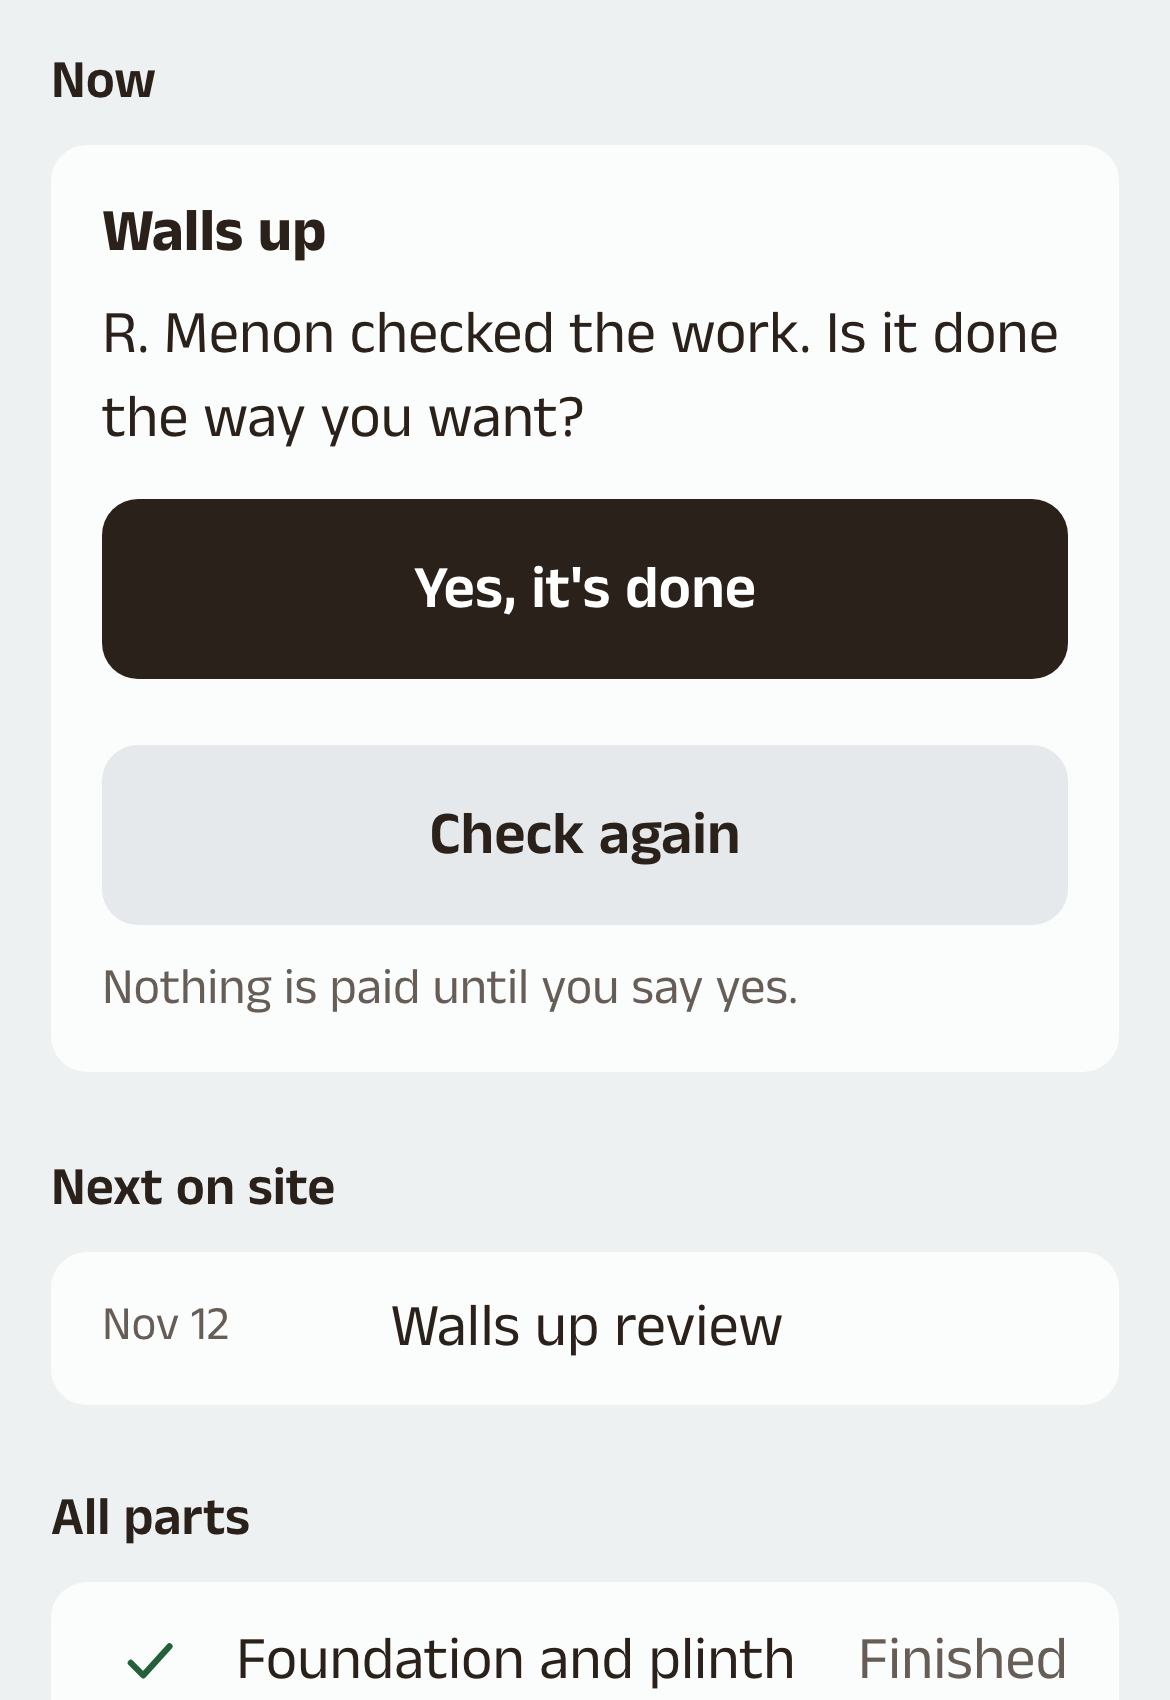 Now
Walls up
R. Menon checked the work. Is it done
the way you want?
Yes, it's done
Check again
Nothing is paid until you say yes.
Next on site
Nov 12 Walls up review
All parts
Foundation and plinth Finished